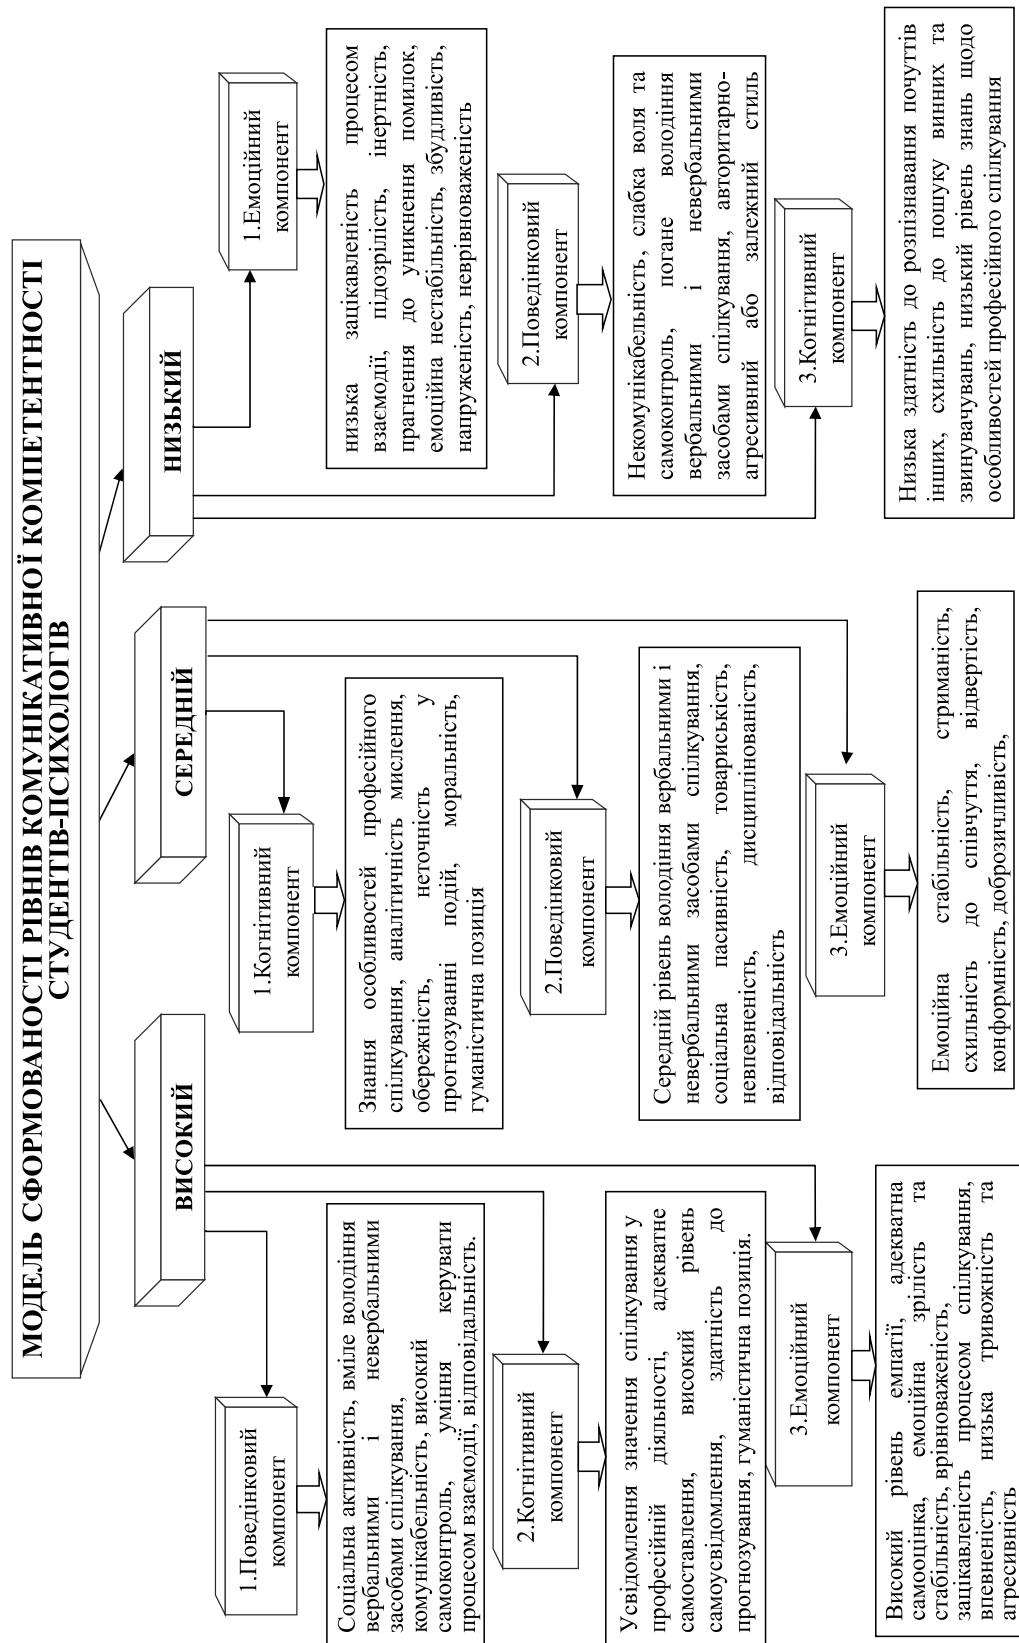 МОДЕЛЬ СФОРМОВАНОСТІ РІВНІВ КОМУНІКАТИВНОЇ КОМПЕТЕНТНОСТІ
СТУДЕНТІВ-ПСИХОЛОГІВ
ВИСОКИЙ
1.Поведінковий
компонент
Соціальна активність, вміле володіння
вербальними і невербальними
засобами спілкування,
комунікабельність, високий
самоконтроль, уміння керувати
процесом взаємодії, відповідальність.
2.Когнітивний
компонент
Усвідомлення значення спілкування у
професійній діяльності, адекватне
самоставлення, високий рівень
самоусвідомлення, здатність до
прогнозування, гуманістична позиція.
3.Емоційний
компонент
Високий рівень емпатії, адекватна
самооцінка, емоційна зрілість та
стабільність, врівноваженість,
зацікавленість процесом спілкування,
впевненість, низька тривожність та
агресивність
СЕРЕДНІЙ
1.Когнітивний
компонент
Знання особливостей професійного
спілкування, аналітичність мислення,
обережність, неточність у
прогнозуванні подій, моральність,
гуманістична позиція
2.Поведінковий
компонент
Середній рівень володіння вербальними і
невербальними засобами спілкування,
соціальна пасивність, товариськість,
невпевненість, дисциплінованість,
відповідальність
3.Емоційний
компонент
Емоційна стабільність, стриманість,
схильність до співчуття, відвертість,
конформність, доброзичливість,
НИЗЬКИЙ
1.Емоційний
компонент
низька зацікавленість процесом
взаємодії, підозрілість, інертність,
прагнення до уникнення помилок,
емоційна нестабільність, збудливість,
напруженість, неврівноваженість
2.Поведінковий
компонент
Некомунікабельність, слабка воля та
самоконтроль, погане володіння
вербальними і невербальними
засобами спілкування, авторитарно-
агресивний або залежний стиль
3.Когнітивний
компонент
Низька здатність до розпізнавання почуттів
інших, схильність до пошуку винних та
звинувачувань, низький рівень знань щодо
особливостей професійного спілкування